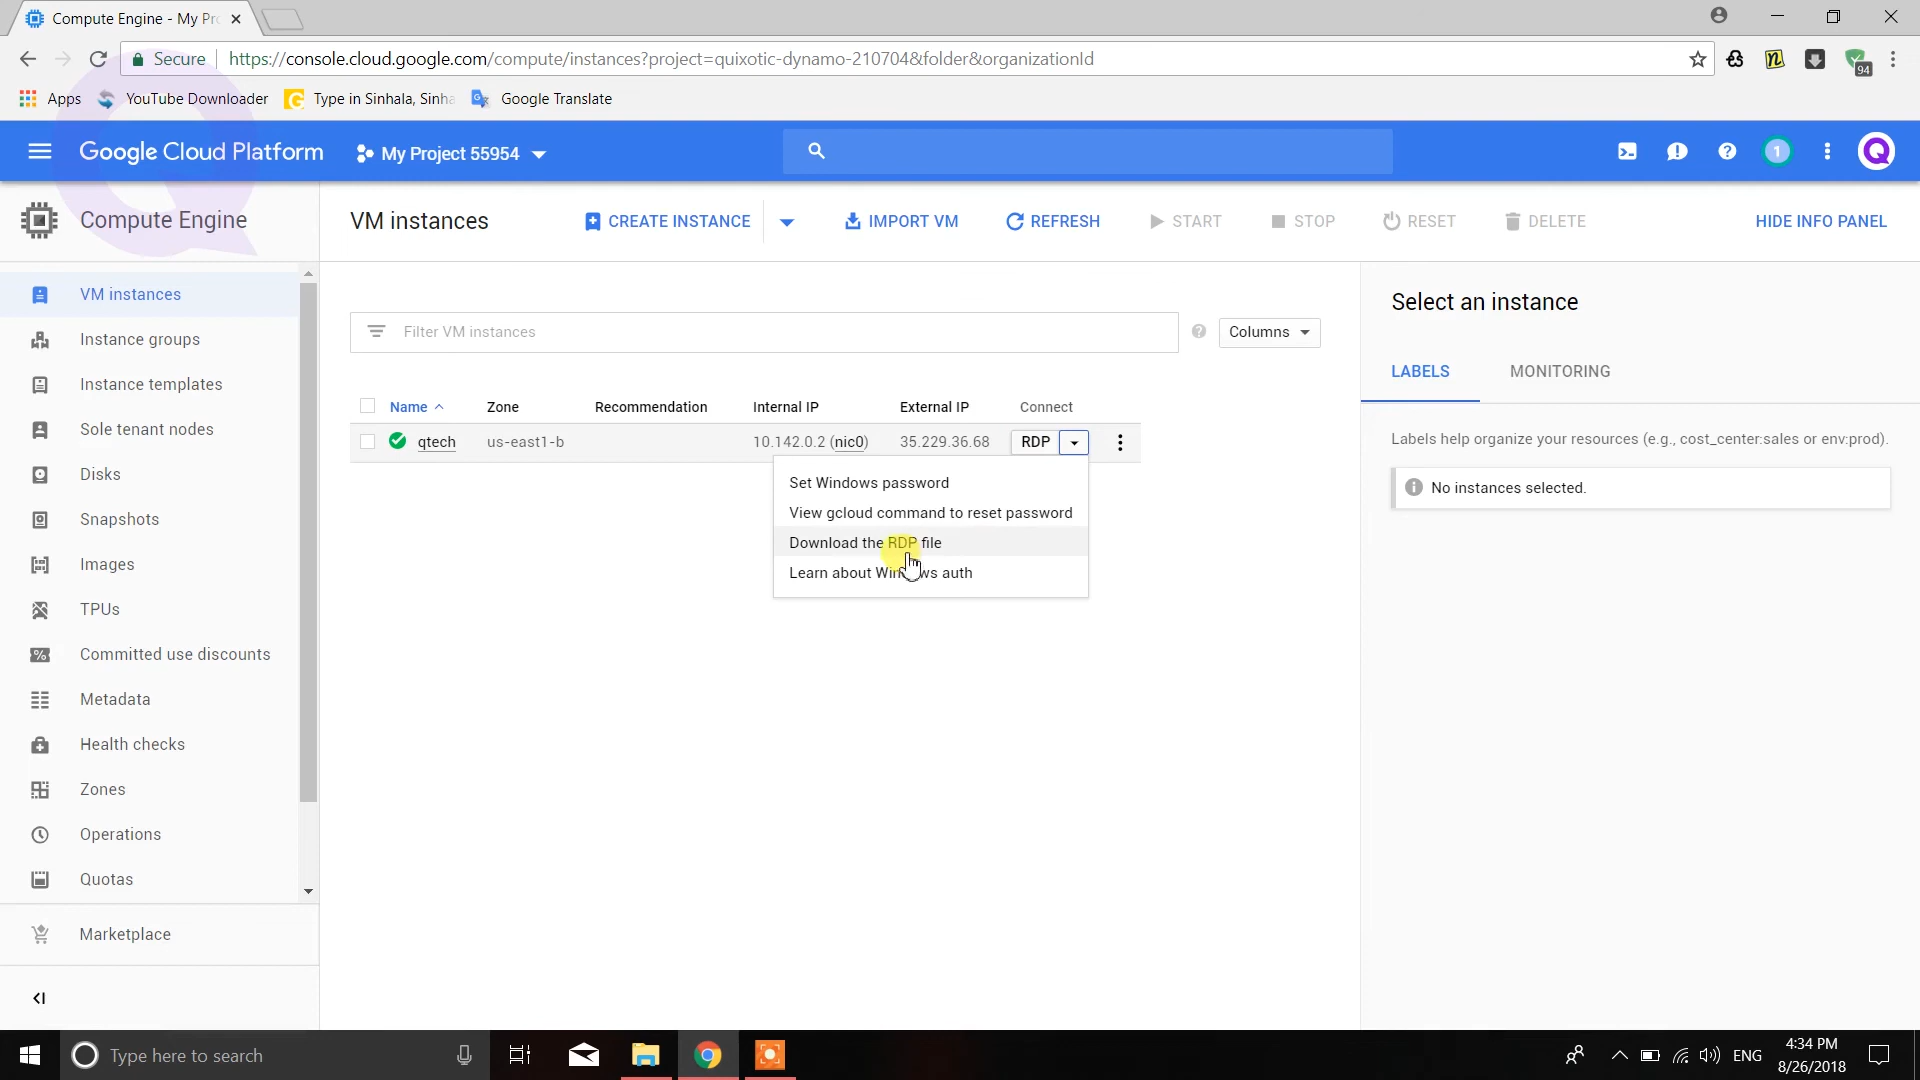 Compute Engine - My Pr
Secure
https://console.cloud.google.com/compute/instances?project=quixotic-dynamo-210704&folder&organizationId
94
Apps
YouTube Downloader
Type in Sinhala, Sinha
Google Translate
Google Cloud Platform
My Project 55954
1
Compute Engine
VM instances
CREATE INSTANCE
IMPORT VM
REFRESH
START
STOP
RESET
DELETE
HIDE INFO PANEL
VM instances
Instance groups
Instance templates
Sole tenant nodes
Disks
Snapshots
Images
TPUs
Committed use discounts
Metadata
Health checks
Zones
Operations
Quotas
Marketplace
Filter VM instances
Columns
Name Zone Recommendation Internal IP External IP Connect
qtech us-east1-b 10.142.0.2 (nic0) 35.229.36.68 RDP
Set Windows password
View gcloud command to reset password
Download the RDP file
Learn about Windows auth
Select an instance
LABELS
MONITORING
Labels help organize your resources (e.g., cost_center:sales or env:prod).
No instances selected.
Type here to search
ENG
4:34 PM
8/26/2018